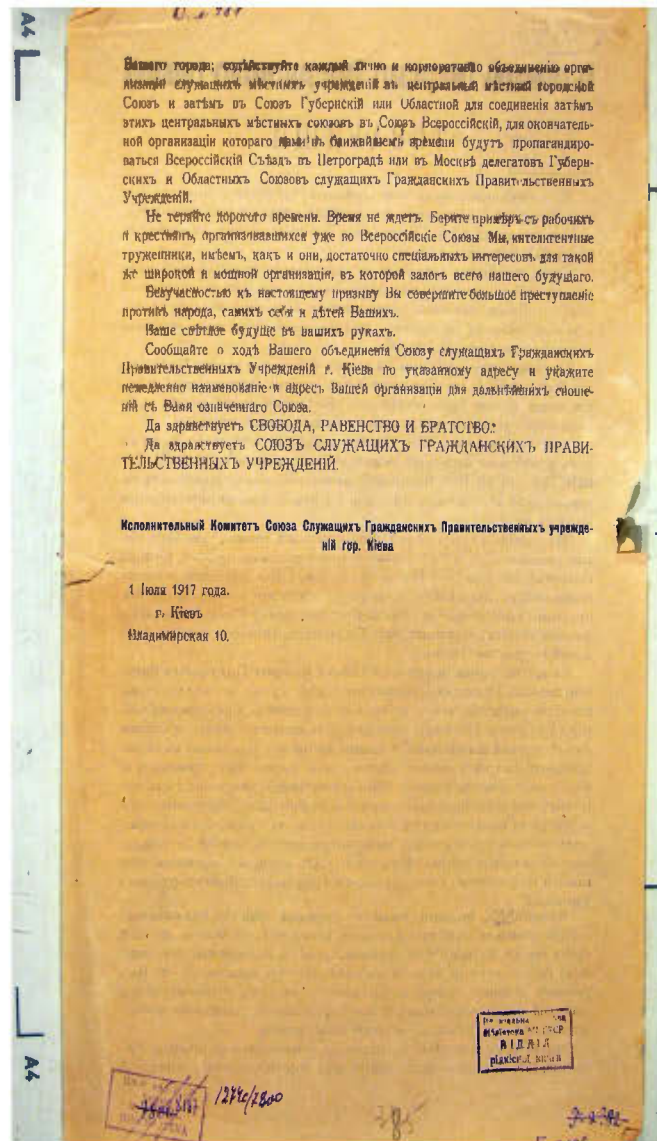 Вашего города; содѣйствуйте каждый лично и корпоративно объединенію орга-
низацій служащихъ мѣстныхъ учрежденій въ центральный мѣстный городской
Союзъ и затѣмъ въ Союзъ Губернскій или Областной для соединенія затѣмъ
этихъ центральныхъ мѣстныхъ союзовъ въ Союзъ Всероссійскій, для окончатель-
ной организаціи котораго нами въ ближайшемъ времени будутъ пропагандиро-
ваться Всероссійскій Съѣздъ въ Петроградѣ или въ Москвѣ делегатовъ Губерн-
скихъ и Областныхъ Союзовъ служащихъ Гражданскихъ Правительственныхъ
Учрежденій.
Не теряйте дорогого времени. Время не ждетъ. Берите примѣръ съ рабочихъ
и крестьянъ, организовавшихся уже во Всероссійскіе Союзы Мы, интелигентные
труженники, имѣемъ, какъ и они, достаточно спеціальныхъ интересовъ для такой
же широкой и мощной организаціи, въ которой залогъ всего нашего будущаго.
Безучастностью къ настоящему призыву Вы совершите большое преступленіе
противъ народа, самихъ себя и дѣтей Вашихъ.
Ваше свѣтлое будуще въ вашихъ рукахъ.
Сообщайте о ходѣ Вашего объединенія Союзу служащихъ Гражданскихъ
Правительственныхъ Учрежденій г. Кіева по указанному адресу и укажите
немедленно наименованіе и адресъ Вашей организаціи для дальнѣйшихъ сноше-
ній съ Вами означеннаго Союза.
Да здравствуетъ СВОБОДА, РАВЕНСТВО И БРАТСТВО.
Да здравствуетъ СОЮЗЪ СЛУЖАЩИХЪ ГРАЖДАНСКИХЪ ПРАВИ-
ТЕЛЬСТВЕННЫХЪ УЧРЕЖДЕНІЙ.
Исполнительный Комитетъ Союза Служащихъ Гражданскихъ Правительственныхъ учрежде-
ній гор. Кіева
1 Іюля 1917 года.
г. Кіевъ
Владимирская 10.
ВІДДІЛ
1274с/2800
385
A4
A4